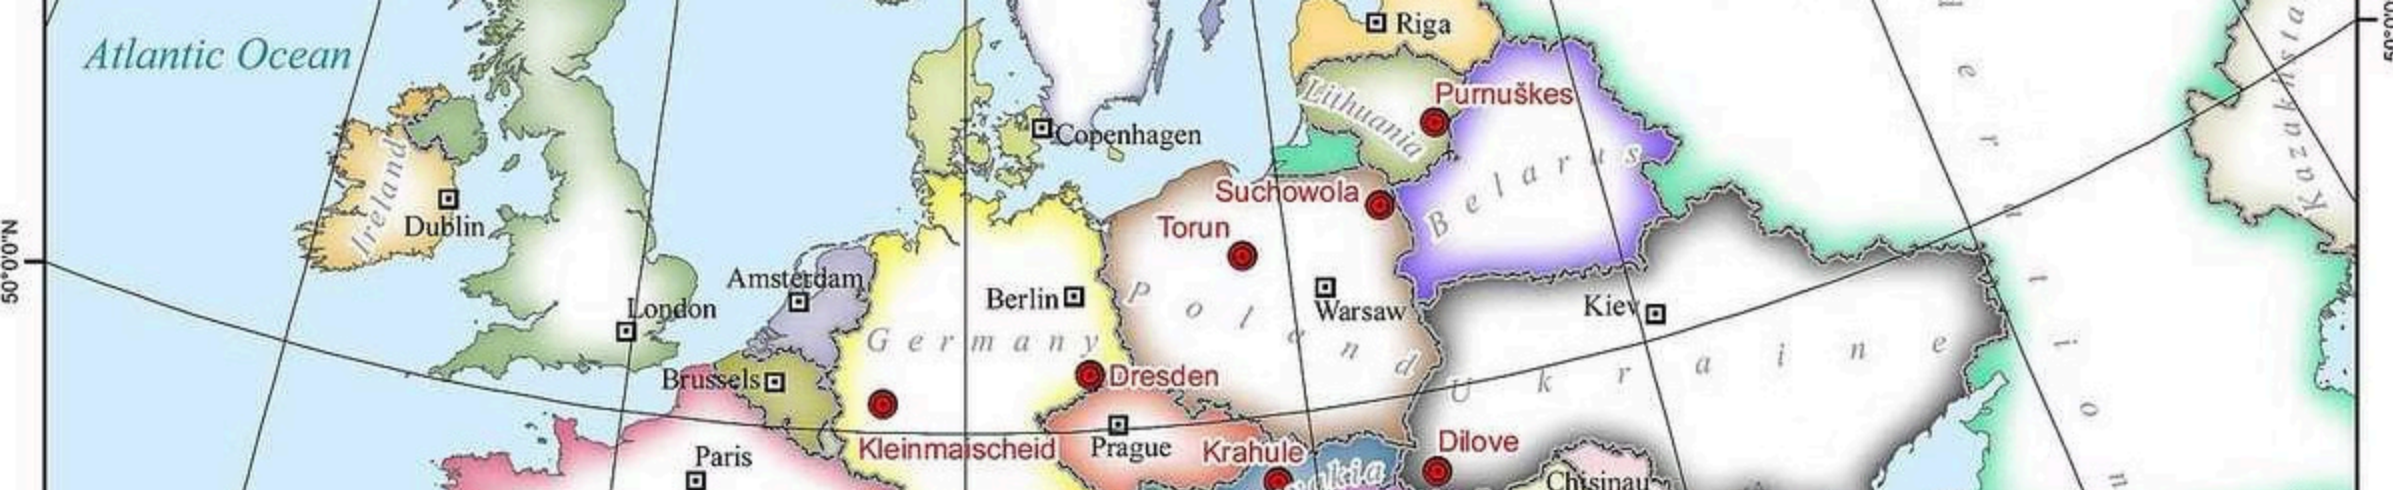 Atlantic Ocean
Riga
Lithuania
Purnuškes
Copenhagen
Ireland
Dublin
Suchowola
Torun
Belarus
50°0'0"N
Amsterdam
London
Berlin
Poland
Warsaw
Kiev
Germany
Brussels
Dresden
Ukraine
Kleinmaischeid
Prague
Krahule
Dilove
Paris
Chisinau
Kazakhsta